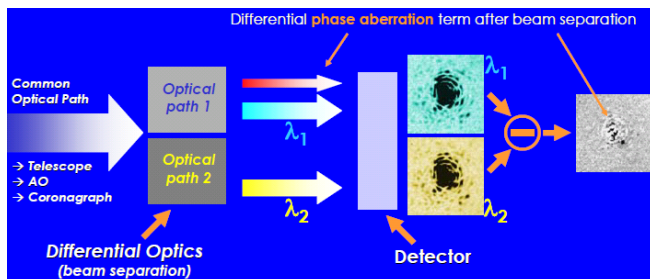 Differential phase aberration term after beam separation
Common
Optical Path
→ Telescope
→ AO
→ Coronagraph
Optical
path 1
Optical
path 2
λ1
λ2
λ1
λ2
Differential Optics
(beam separation)
Detector